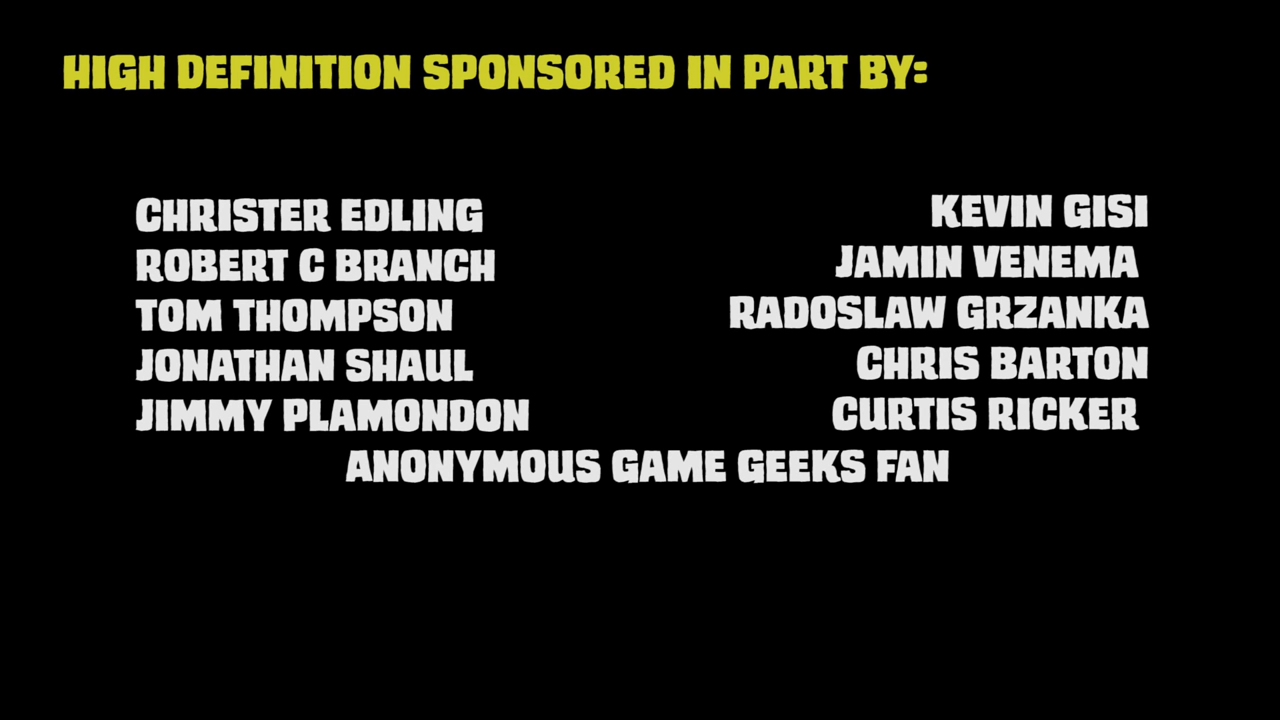 HIGH DEFINITION SPONSORED IN PART BY:
CHRISTER EDLING
ROBERT C BRANCH
TOM THOMPSON
JONATHAN SHAUL
JIMMY PLAMONDON
KEVIN GISI
JAMIN VENEMA
RADOSLAW GRZANKA
CHRIS BARTON
CURTIS RICKER
ANONYMOUS GAME GEEKS FAN